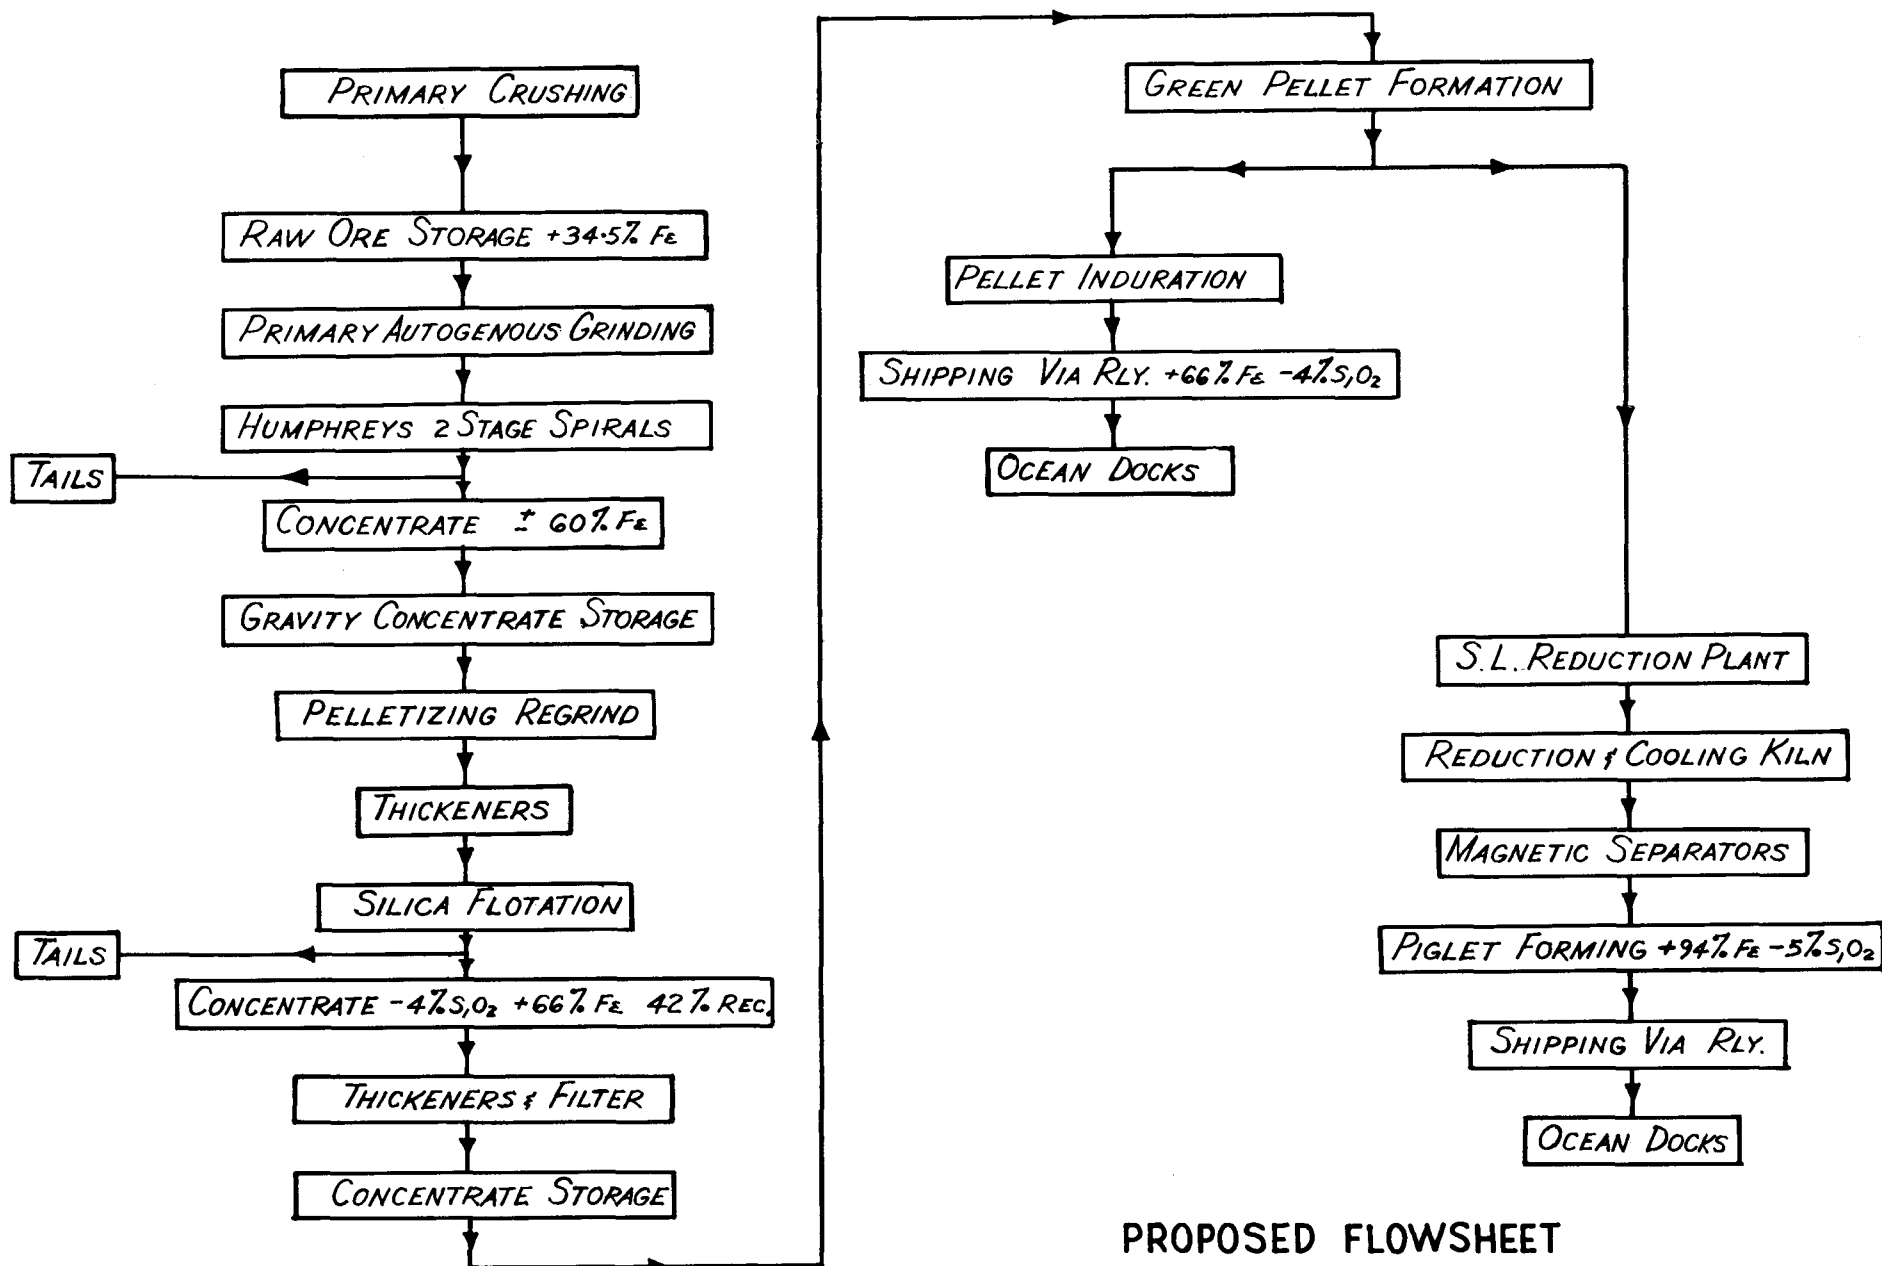 PRIMARY CRUSHING
RAW ORE STORAGE +34.5% FE
PRIMARY AUTOGENOUS GRINDING
HUMPHREYS 2 STAGE SPIRALS
TAILS
CONCENTRATE ± 60% FE
GRAVITY CONCENTRATE STORAGE
PELLETIZING REGRIND
THICKENERS
SILICA FLOTATION
TAILS
CONCENTRATE -4% S,O₂ +66% FE 42% REC.
THICKENERS & FILTER
CONCENTRATE STORAGE
GREEN PELLET FORMATION
PELLET INDURATION
SHIPPING VIA RLY. +66% FE -4% S,O₂
OCEAN DOCKS
S.L. REDUCTION PLANT
REDUCTION & COOLING KILN
MAGNETIC SEPARATORS
PIGLET FORMING +94% FE -5% S,O₂
SHIPPING VIA RLY.
OCEAN DOCKS
PROPOSED FLOWSHEET